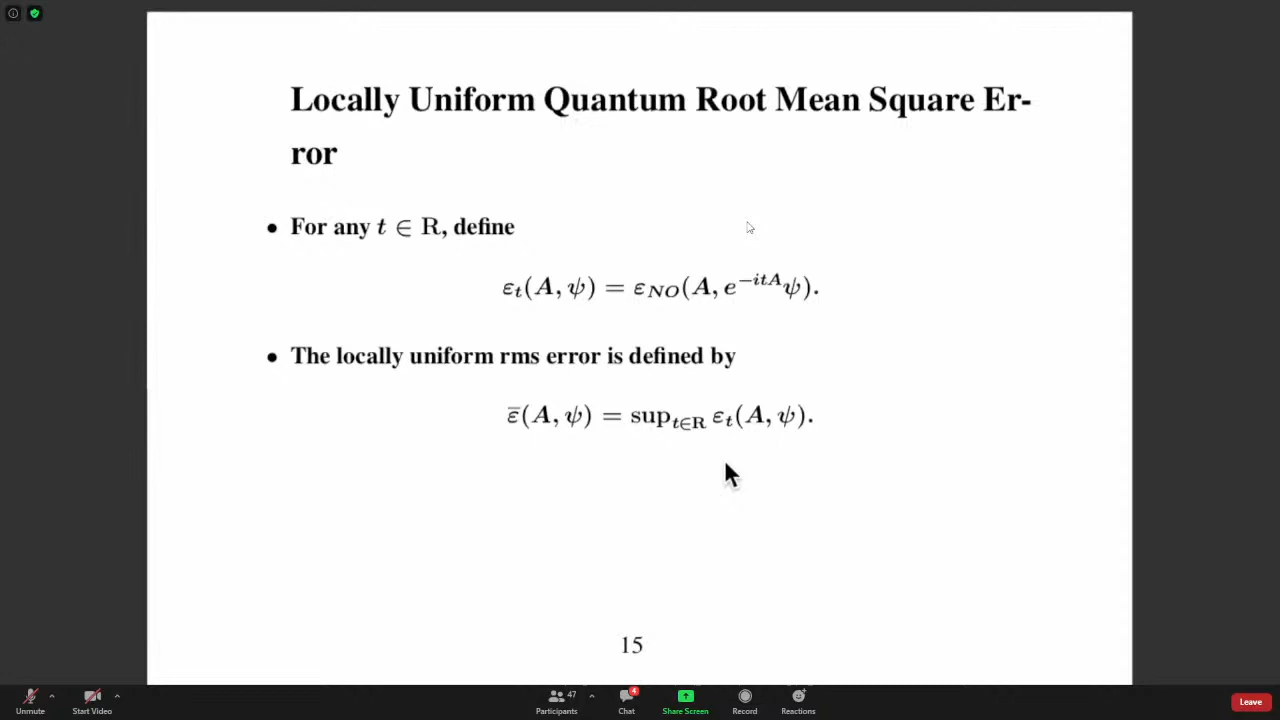 Locally Uniform Quantum Root Mean Square Er-
ror
• For any t ∈ R, define
ε_t(A, ψ) = ε_NO(A, e^{−itA}ψ).
• The locally uniform rms error is defined by
ε̅(A, ψ) = sup_{t∈R} ε_t(A, ψ).
15
Unmute
Start Video
47
Participants
4
Chat
Share Screen
Record
Reactions
Leave